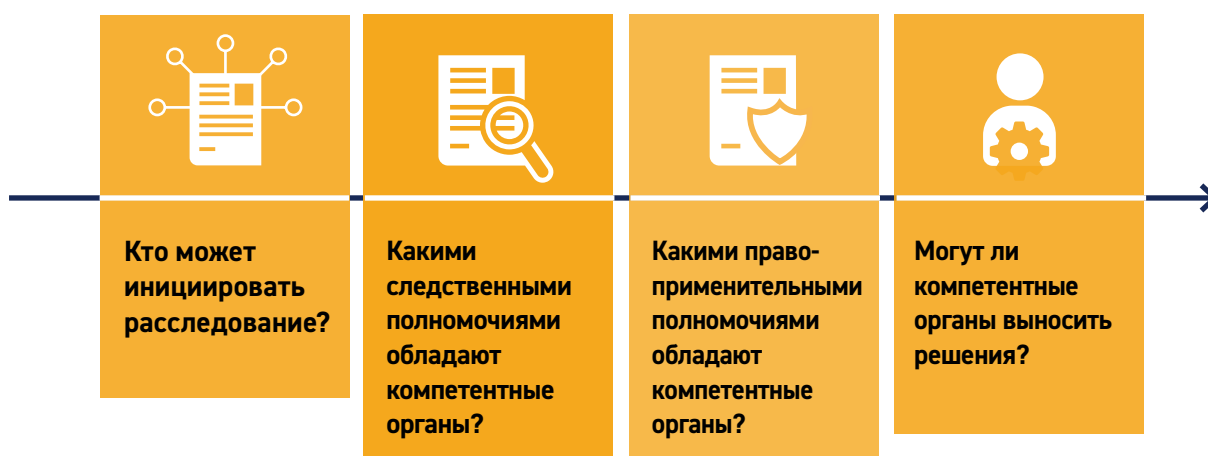 Кто может
инициировать
расследование?
Какими
следственными
полномочиями
обладают
компетентные
органы?
Какими право-
применительными
полномочиями
обладают
компетентные
органы?
Могут ли
компетентные
органы выносить
решения?